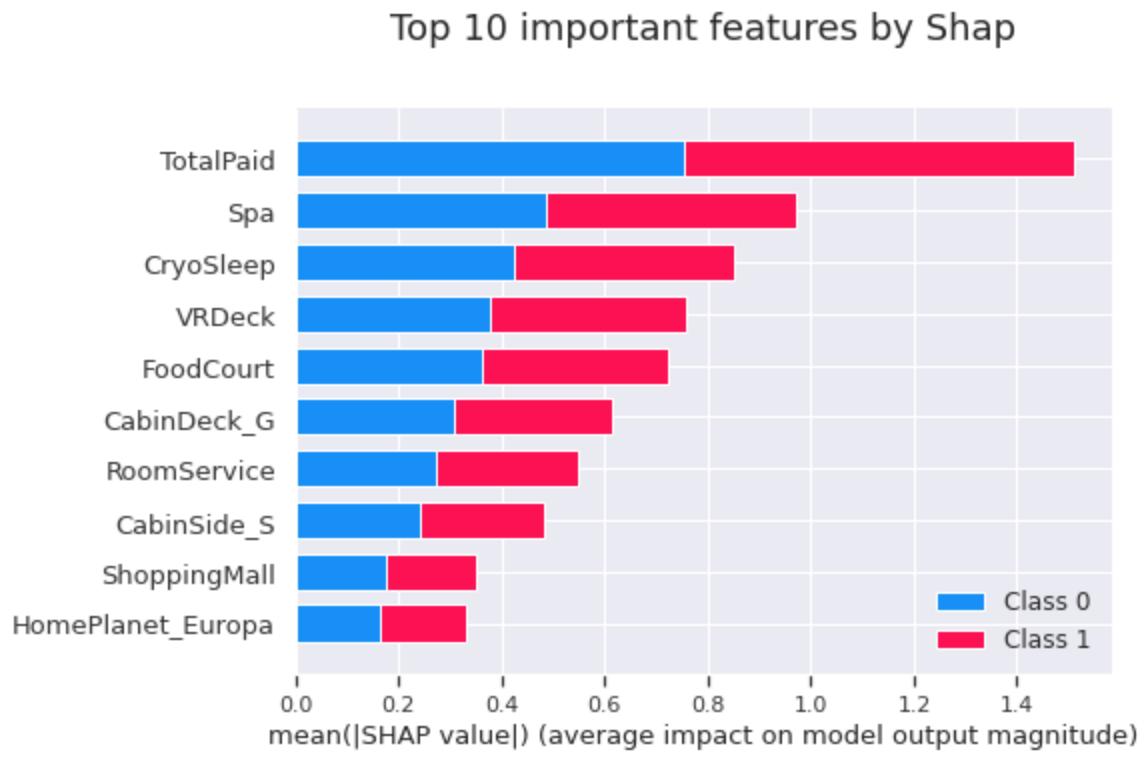 Top 10 important features by Shap
TotalPaid
Spa
CryoSleep
VRDeck
FoodCourt
CabinDeck_G
RoomService
CabinSide_S
ShoppingMall
HomePlanet_Europa
Class 0
Class 1
0.0 0.2 0.4 0.6 0.8 1.0 1.2 1.4
mean(|SHAP value|) (average impact on model output magnitude)